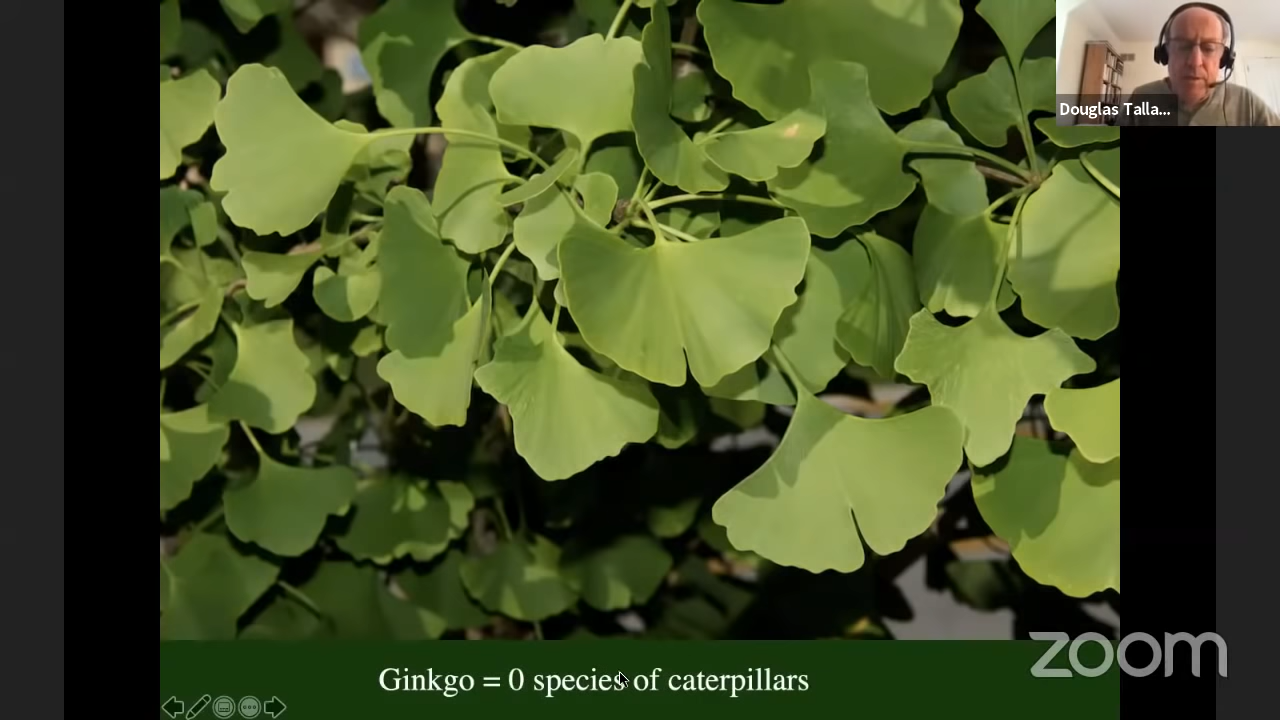 Douglas Talla...
Ginkgo = 0 species of caterpillars
zoom